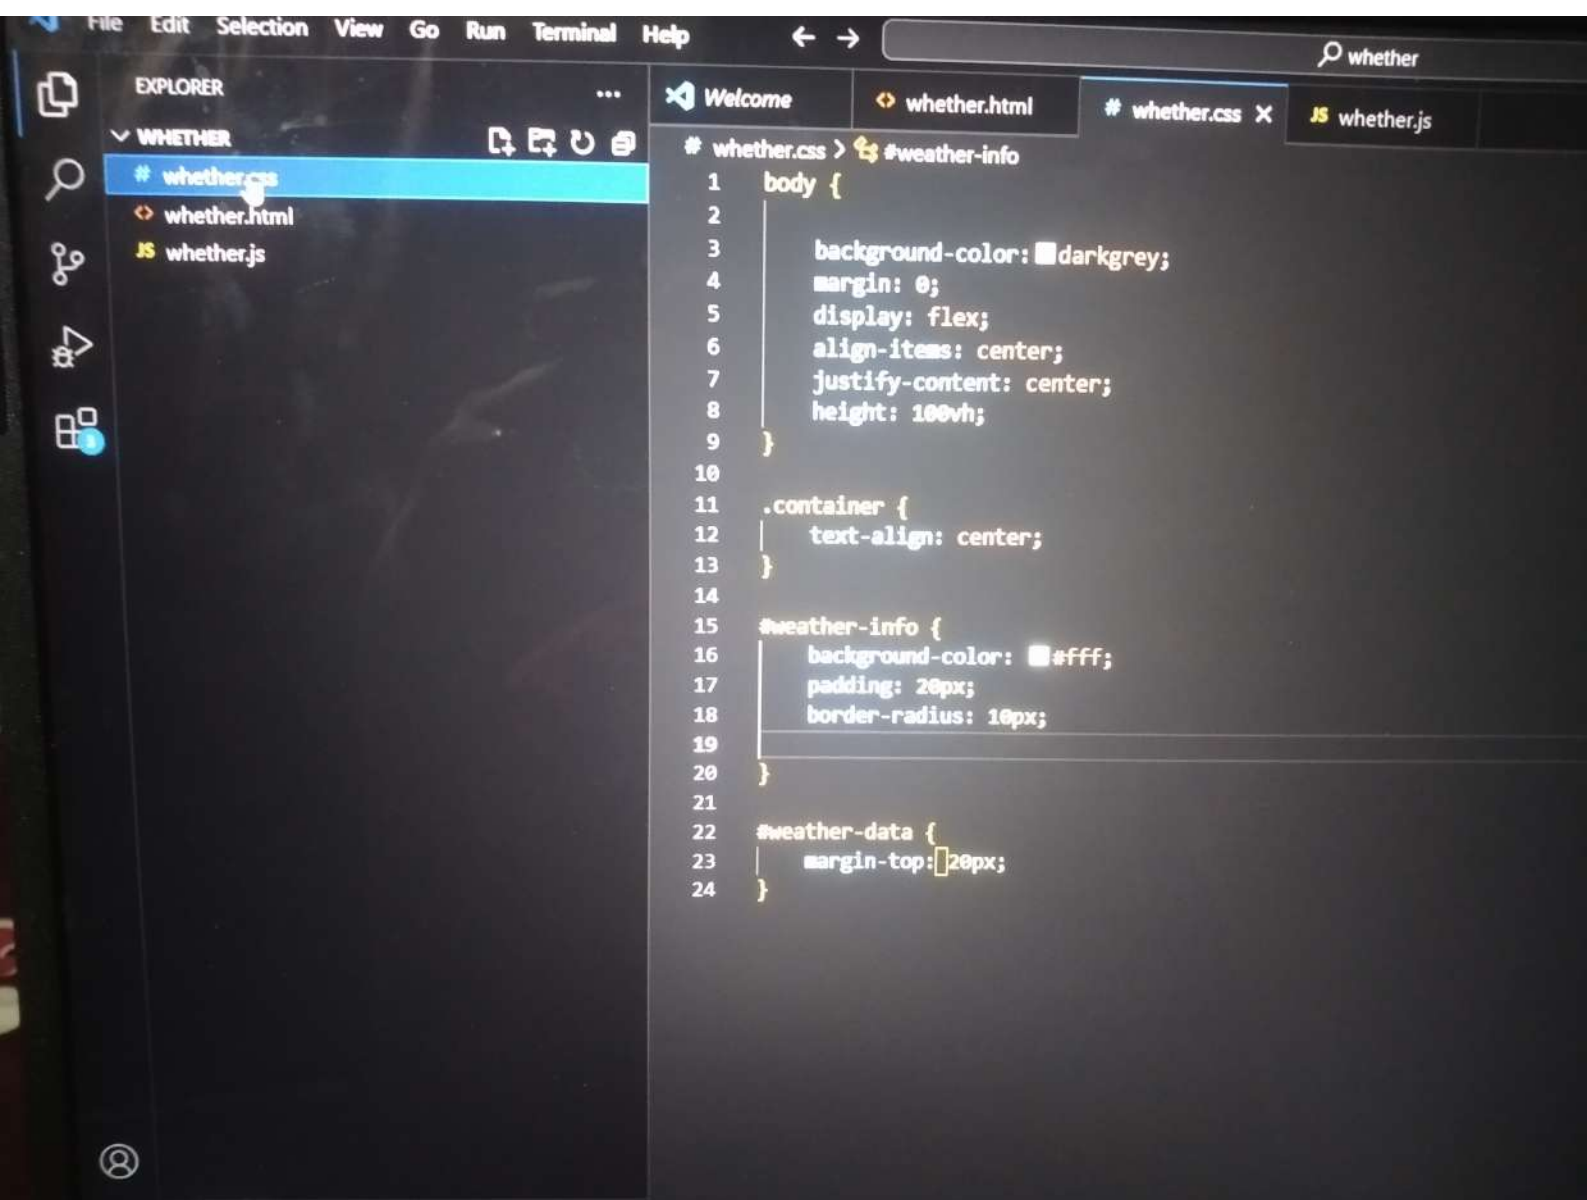 File Edit Selection View Go Run Terminal Help
whether
EXPLORER
WHETHER
# whether.css
<> whether.html
JS whether.js
3
Welcome
<> whether.html
# whether.css
JS whether.js
# whether.css > #weather-info
1 body {
2
3 background-color: darkgrey;
4 margin: 0;
5 display: flex;
6 align-items: center;
7 justify-content: center;
8 height: 100vh;
9 }
10
11 .container {
12 text-align: center;
13 }
14
15 #weather-info {
16 background-color: #fff;
17 padding: 20px;
18 border-radius: 10px;
19
20 }
21
22 #weather-data {
23 margin-top: 20px;
24 }